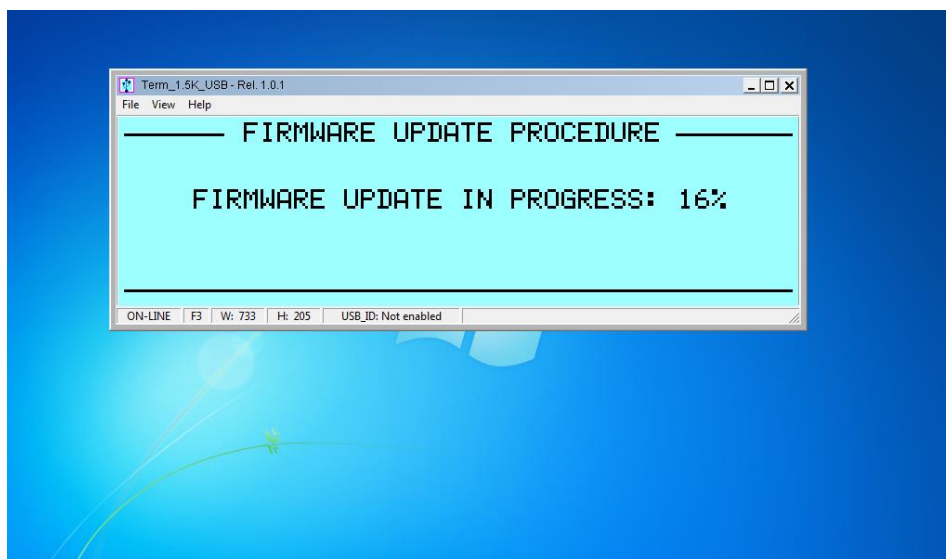 Term_1.5K_USB - Rel. 1.0.1
File View Help
FIRMWARE UPDATE PROCEDURE
FIRMWARE UPDATE IN PROGRESS: 16%
ON-LINE F3 W: 733 H: 205 USB_ID: Not enabled